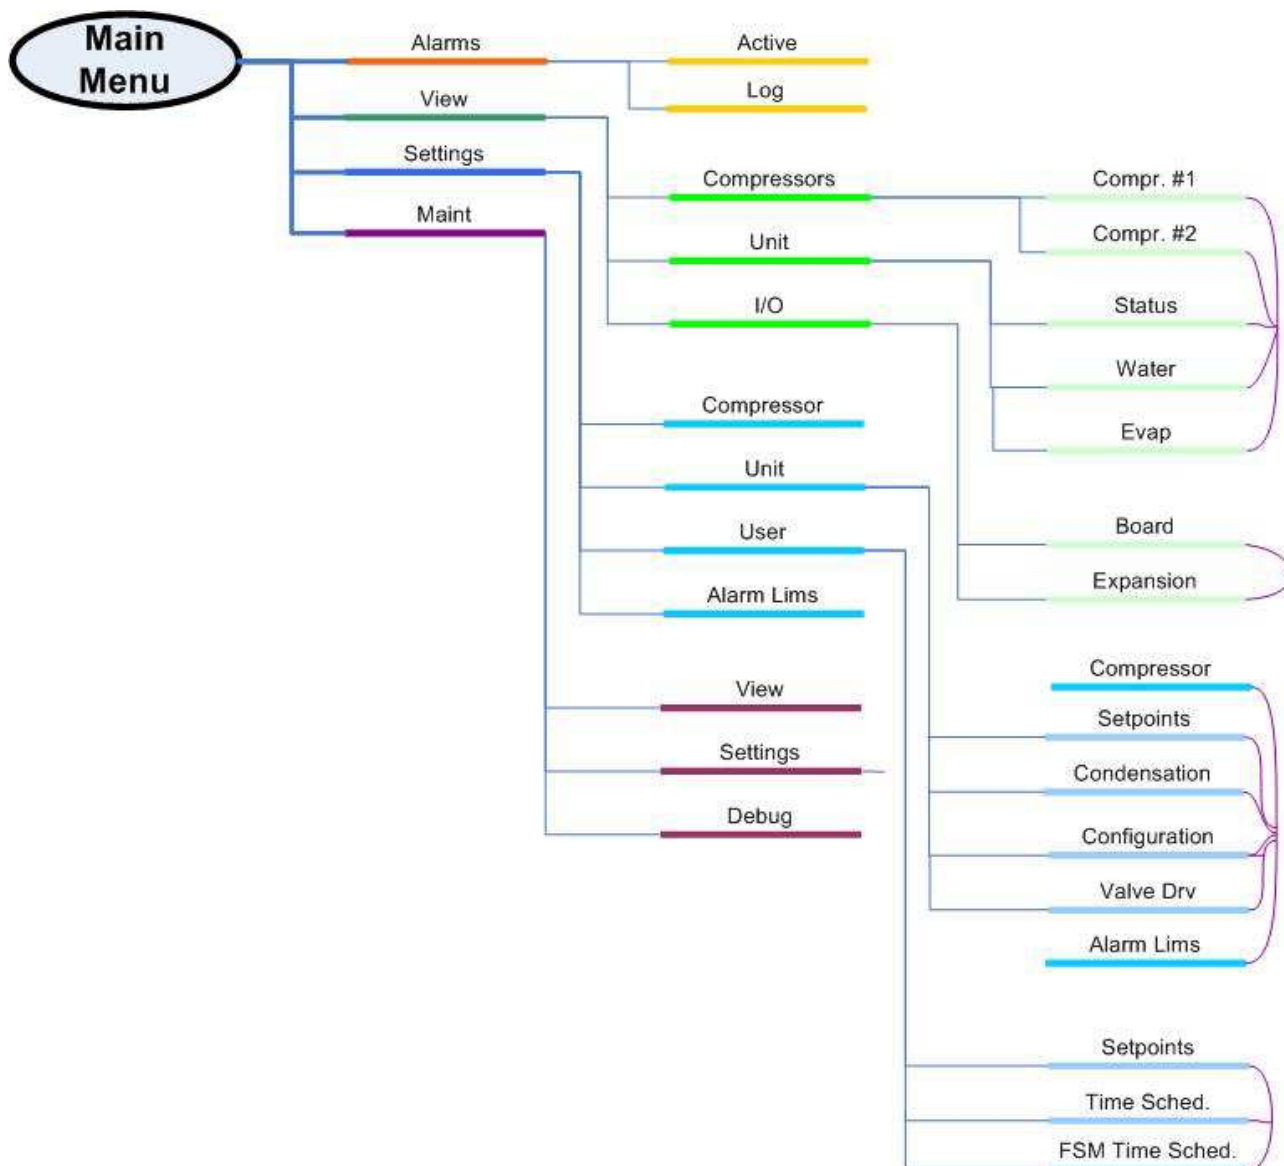 Main
Menu
Alarms
Active
Log
View
Settings
Compressors
Compr. #1
Maint
Compr. #2
Unit
I/O
Status
Water
Compressor
Evap
Unit
User
Board
Expansion
Alarm Lims
Compressor
View
Setpoints
Settings
Condensation
Debug
Configuration
Valve Drv
Alarm Lims
Setpoints
Time Sched.
FSM Time Sched.